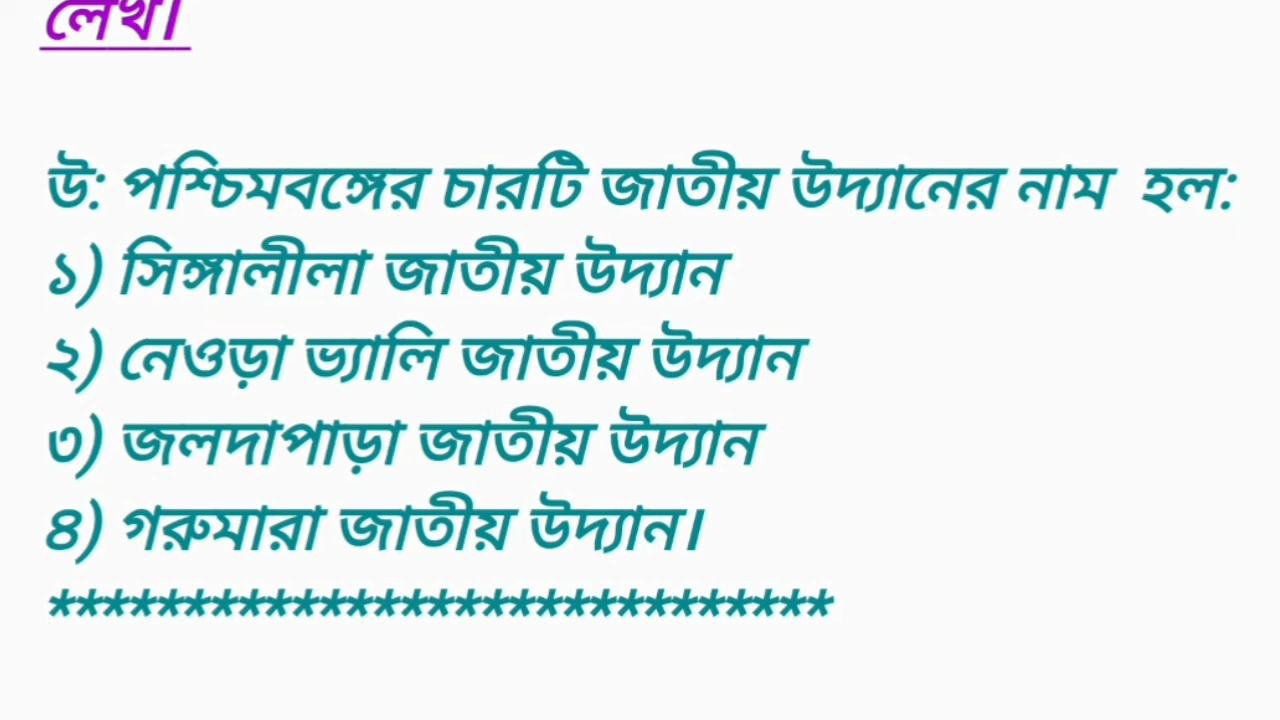 লেখ।
উ: পশ্চিমবঙ্গের চারটি জাতীয় উদ্যানের নাম হল:
১) সিঙ্গালীলা জাতীয় উদ্যান
২) নেওড়া ভ্যালি জাতীয় উদ্যান
৩) জলদাপাড়া জাতীয় উদ্যান
৪) গরুমারা জাতীয় উদ্যান।
*****************************